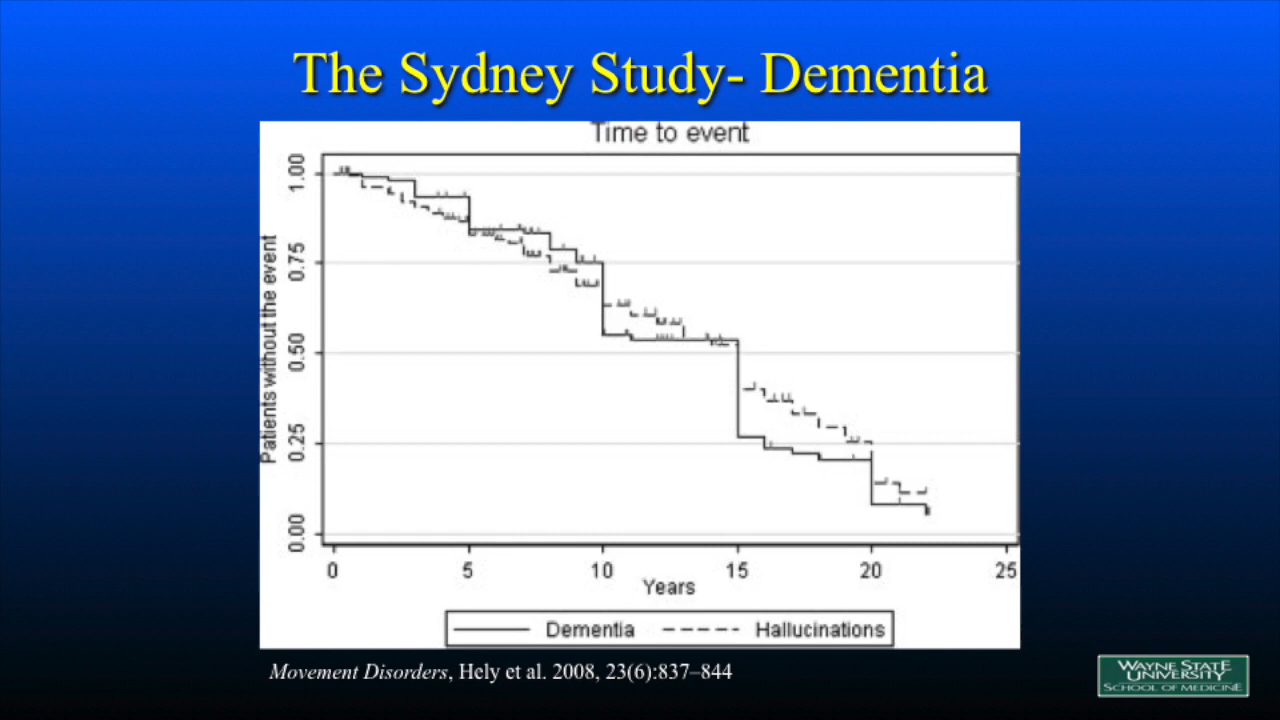 The Sydney Study- Dementia
Time to event
Patients without the event
1.00
0.75
0.50
0.25
0.00
0 5 10 15 20 25
Years
Dementia Hallucinations
Movement Disorders, Hely et al. 2008, 23(6):837–844
WAYNE STATE
UNIVERSITY
SCHOOL OF MEDICINE